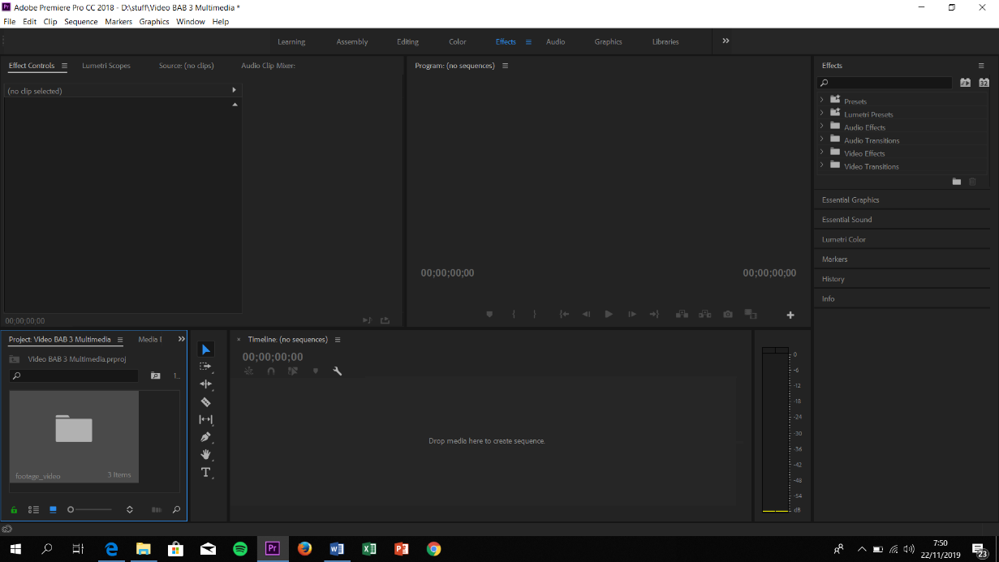 Pr Adobe Premiere Pro CC 2018 - D:\stuff\Video BAB 3 Multimedia *
File Edit Clip Sequence Markers Graphics Window Help
Learning Assembly Editing Color Effects Audio Graphics Libraries
Effect Controls Lumetri Scopes Source: (no clips) Audio Clip Mixer:
(no clip selected)
00;00;00;00
Program: (no sequences)
00;00;00;00 00;00;00;00
Effects
32
Presets
Lumetri Presets
Audio Effects
Audio Transitions
Video Effects
Video Transitions
Essential Graphics
Essential Sound
Lumetri Color
Markers
History
Info
Project: Video BAB 3 Multimedia Media
Video BAB 3 Multimedia.prproj
1...
footage_video 3 Items
T
Timeline: (no sequences)
00;00;00;00
Drop media here to create sequence.
0
-6
-12
-18
-24
-30
-36
-42
-48
-54
dB
Pr
7:50
22/11/2019
23